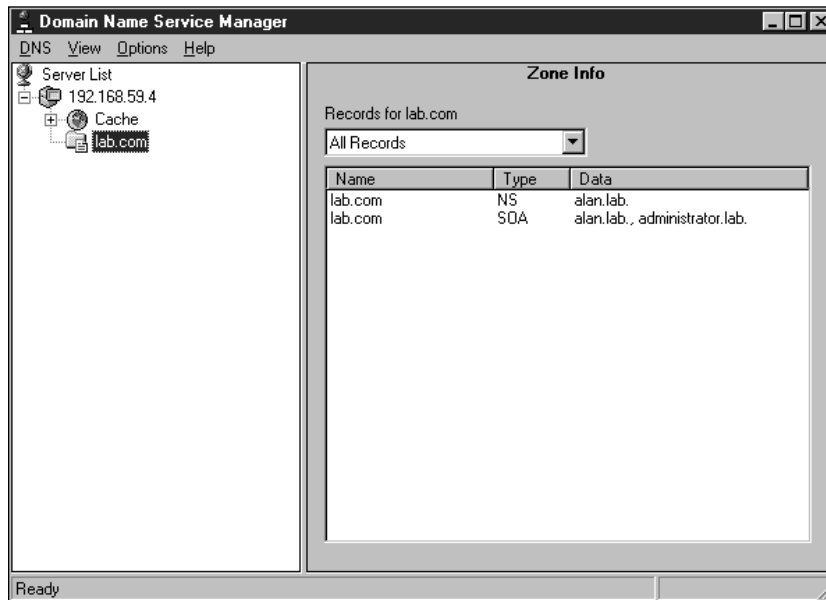 Domain Name Service Manager
DNS View Options Help
Server List
192.168.59.4
Cache
lab.com
Zone Info
Records for lab.com
All Records
Name Type Data
lab.com NS alan.lab.
lab.com SOA alan.lab., administrator.lab.
Ready